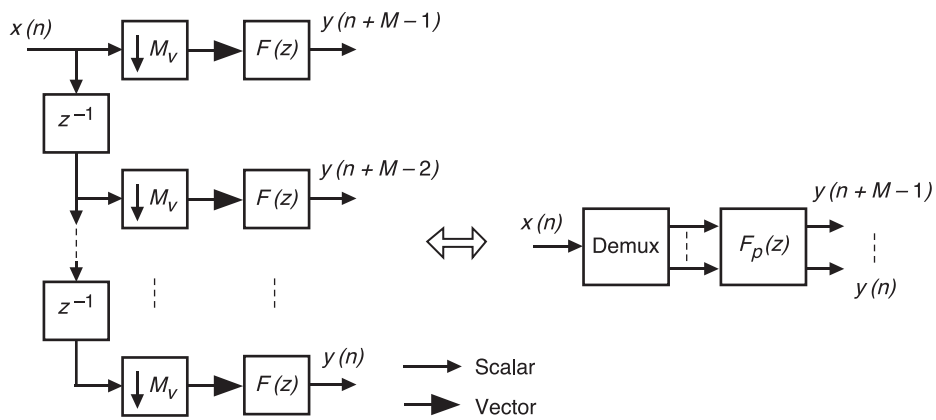 x(n)
↓ M_v
F(z)
y(n + M – 1)
z⁻¹
↓ M_v
F(z)
y(n + M – 2)
z⁻¹
↓ M_v
F(z)
y(n)
x(n)
Demux
F_p(z)
y(n + M – 1)
y(n)
Scalar
Vector